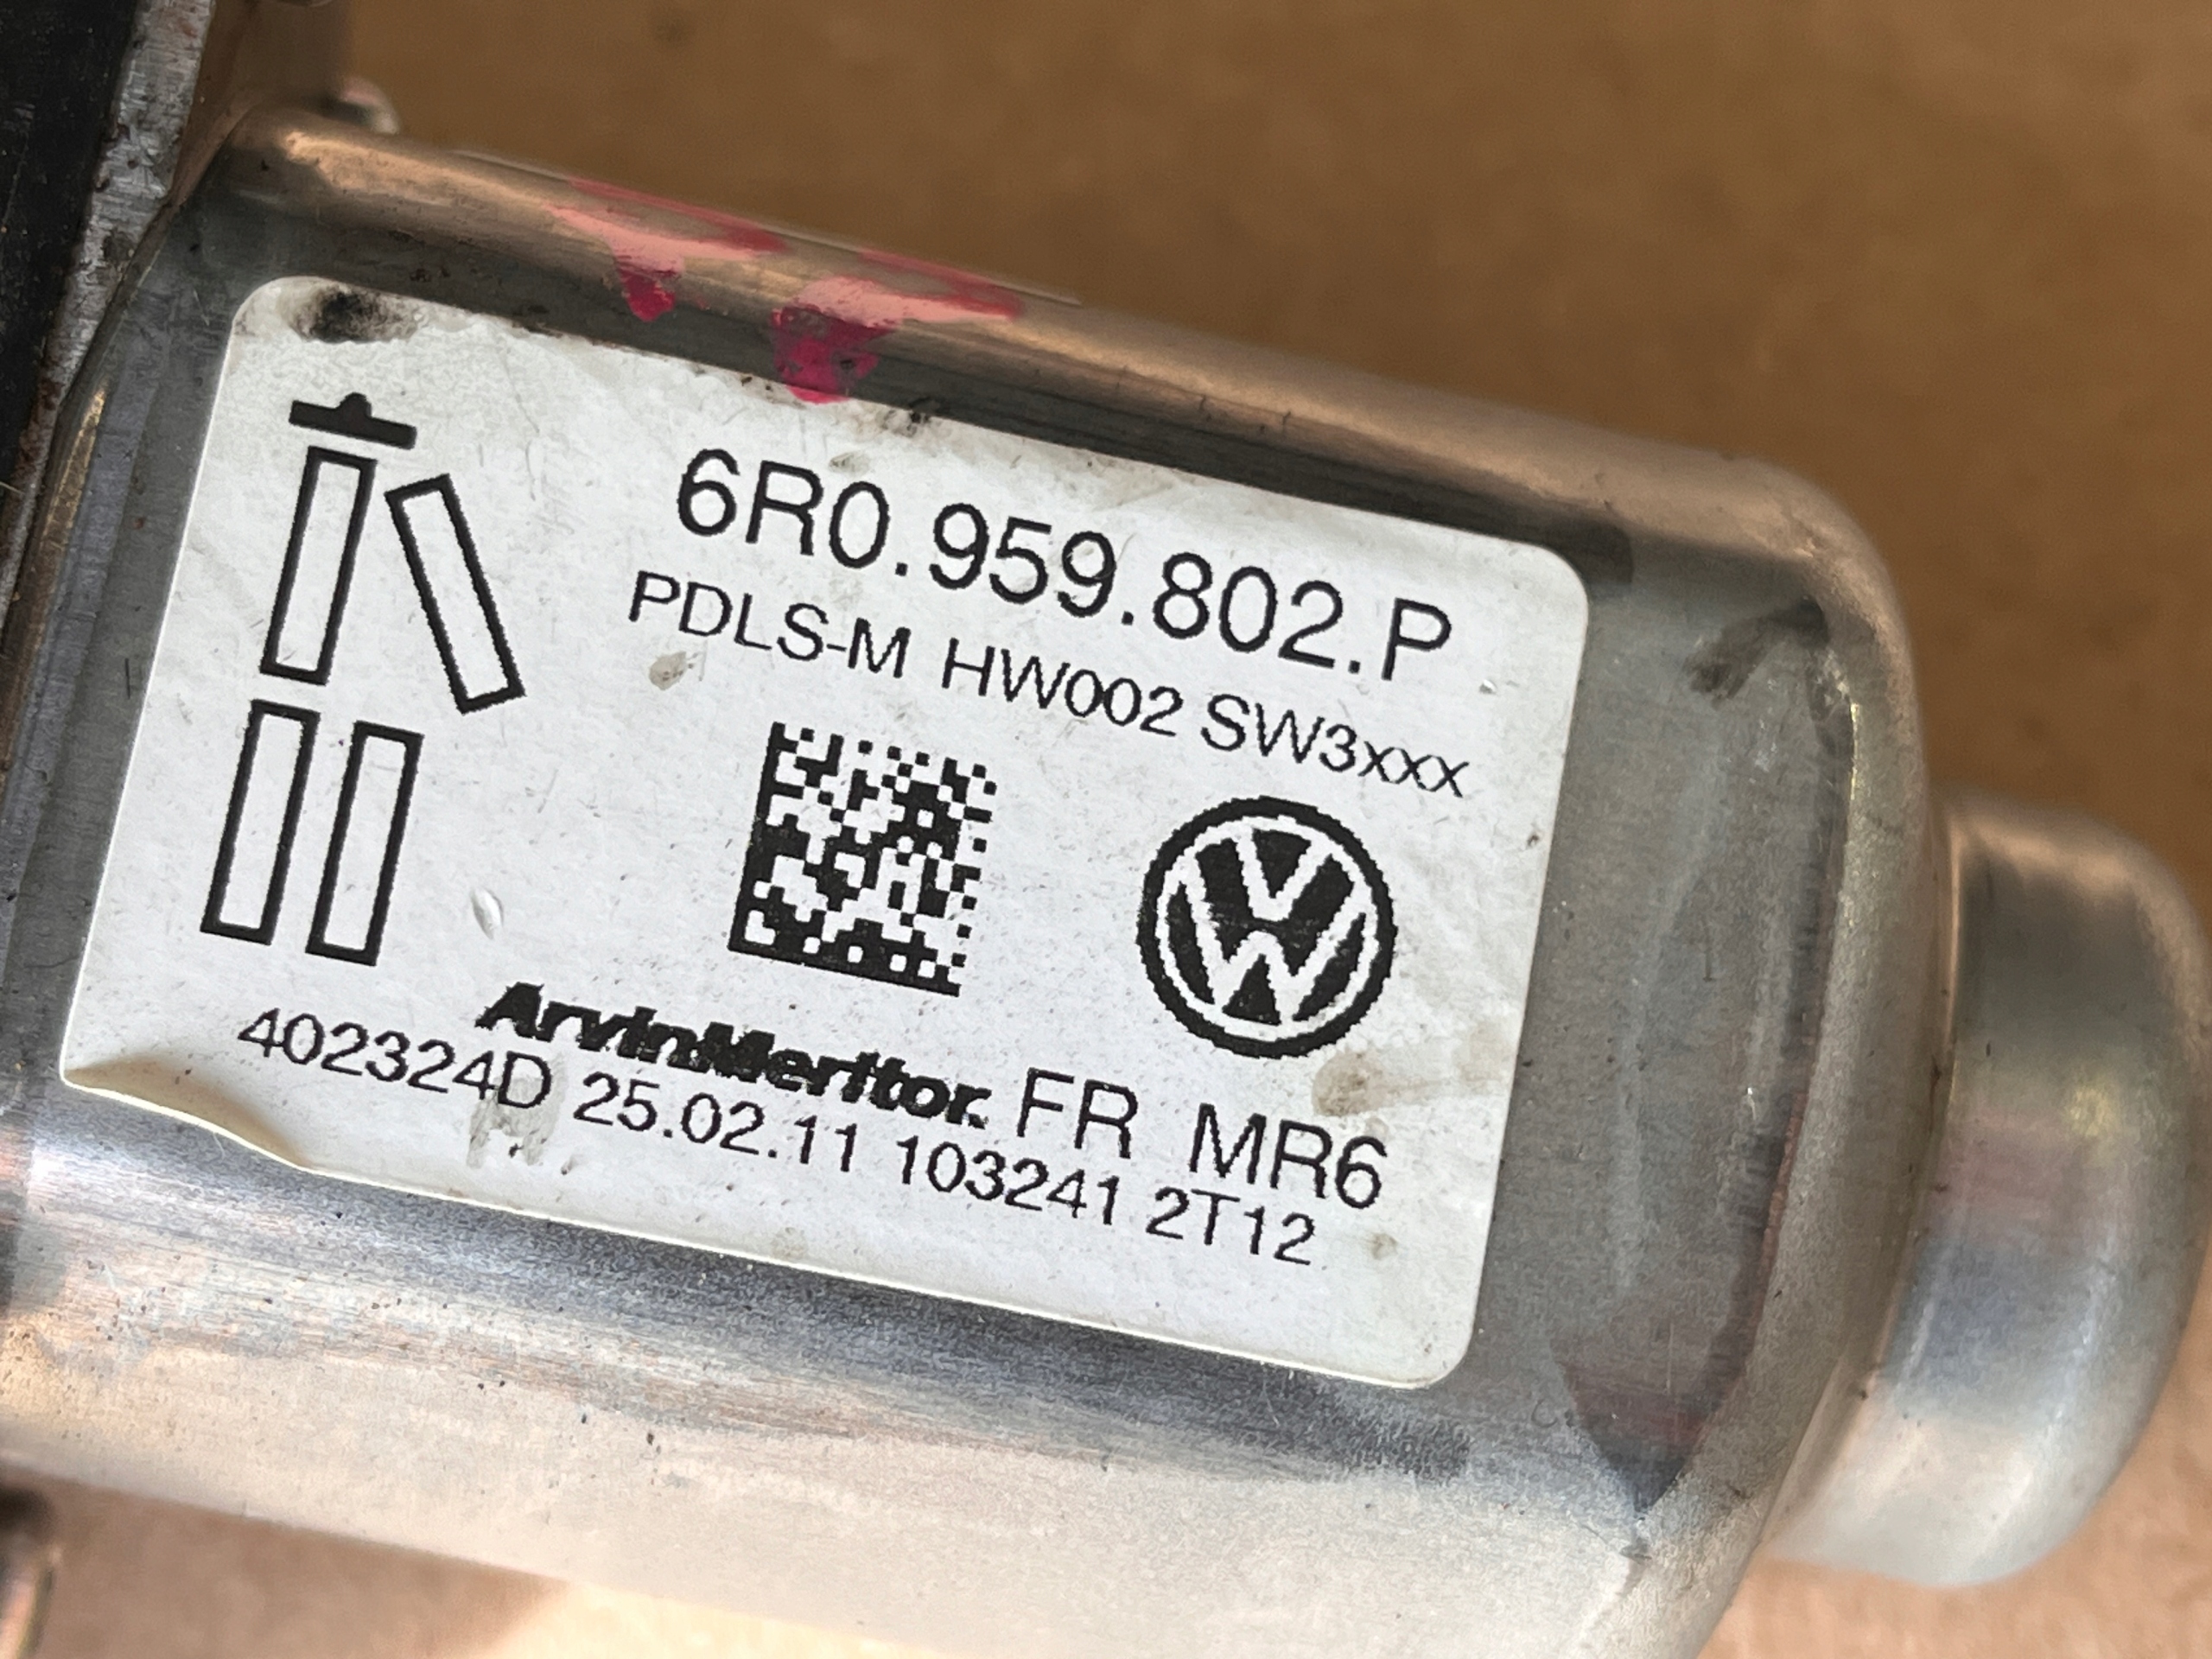 6R0.959.802.P
PDLS-M HW002 SW3xxx
ArvinMeritor. FR MR6
402324D 25.02.11 103241 2T12